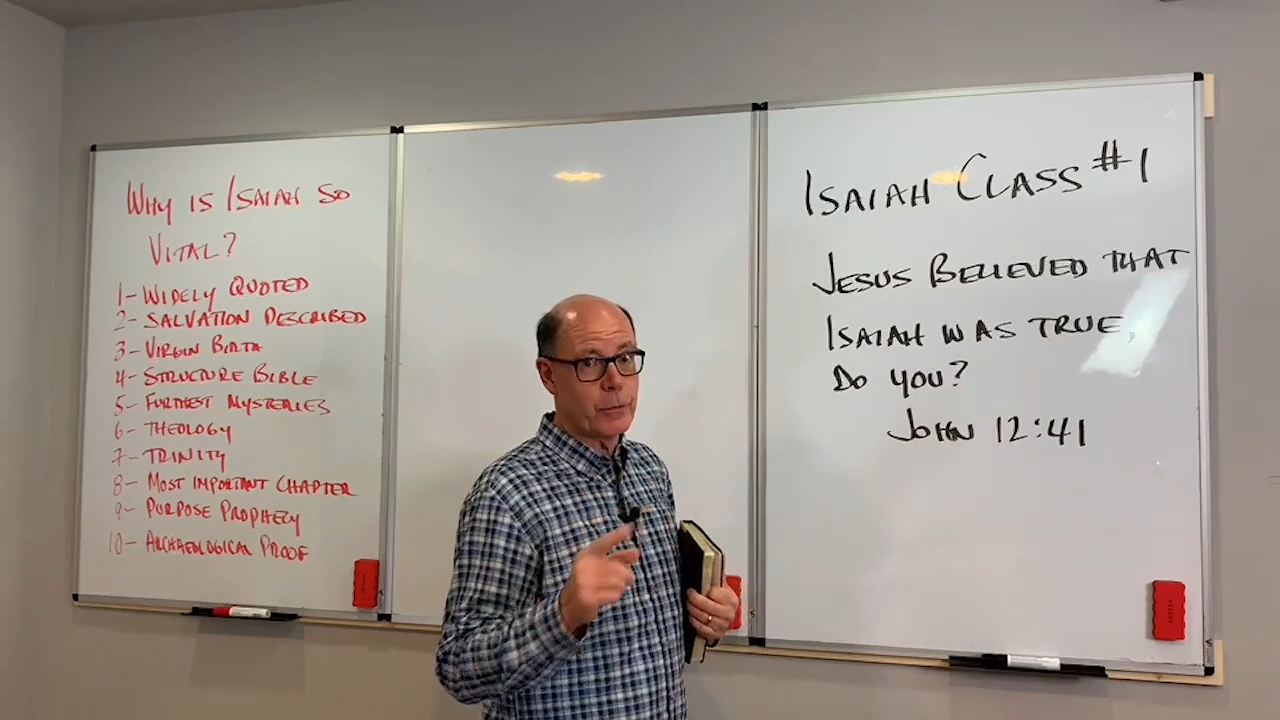 WHY IS ISAIAH SO
VITAL?
1- WIDELY QUOTED
2- SALVATION DESCRIBED
3- VIRGIN BIRTH
4- STRUCTURE BIBLE
5- FURTHEST MYSTERIES
6- THEOLOGY
7- TRINITY
8- MOST IMPORTANT CHAPTER
9- PURPOSE PROPHECY
10- ARCHAEOLOGICAL PROOF
ISAIAH CLASS #1
JESUS BELIEVED THAT
ISAIAH WAS TRUE,
DO YOU?
JOHN 12:41